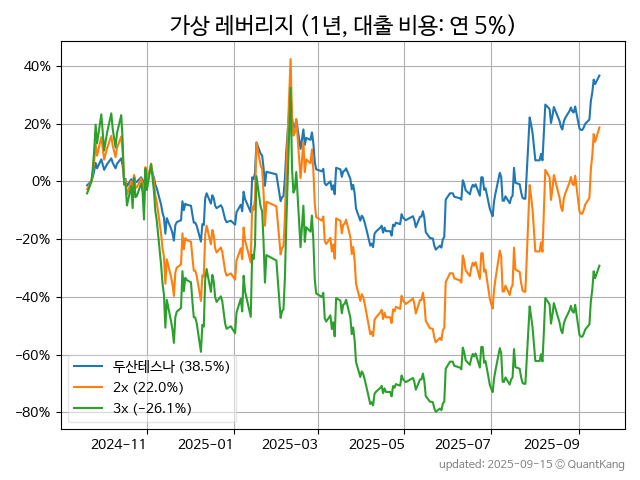 가상 레버리지 (1년, 대출 비용: 연 5%)
40%
20%
0%
−20%
−40%
−60%
−80%
두산테스나 (38.5%)
2x (22.0%)
3x (−26.1%)
2024-11
2025-01
2025-03
2025-05
2025-07
2025-09
updated: 2025-09-15 © QuantKang